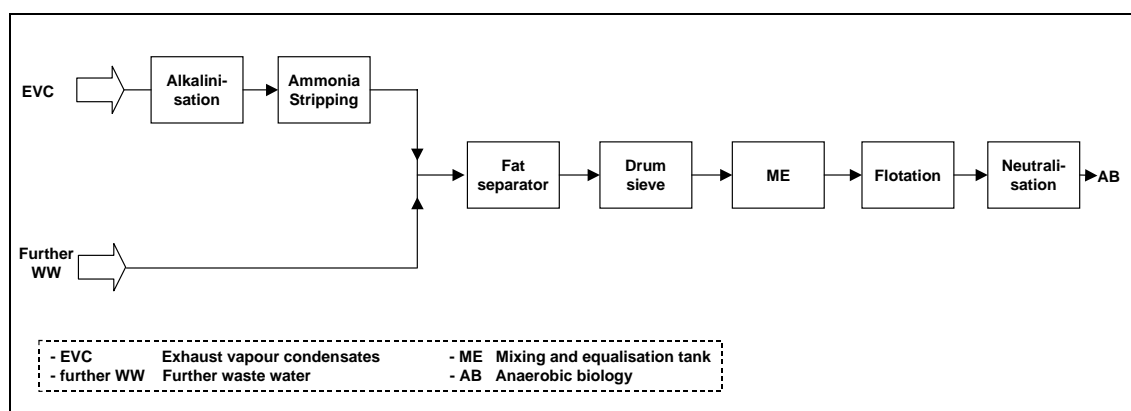 EVC
Alkalini-
sation
Ammonia
Stripping
Fat
separator
Drum
sieve
ME
Flotation
Neutrali-
sation
AB
Further
WW
- EVC Exhaust vapour condensates - ME Mixing and equalisation tank
- further WW Further waste water - AB Anaerobic biology